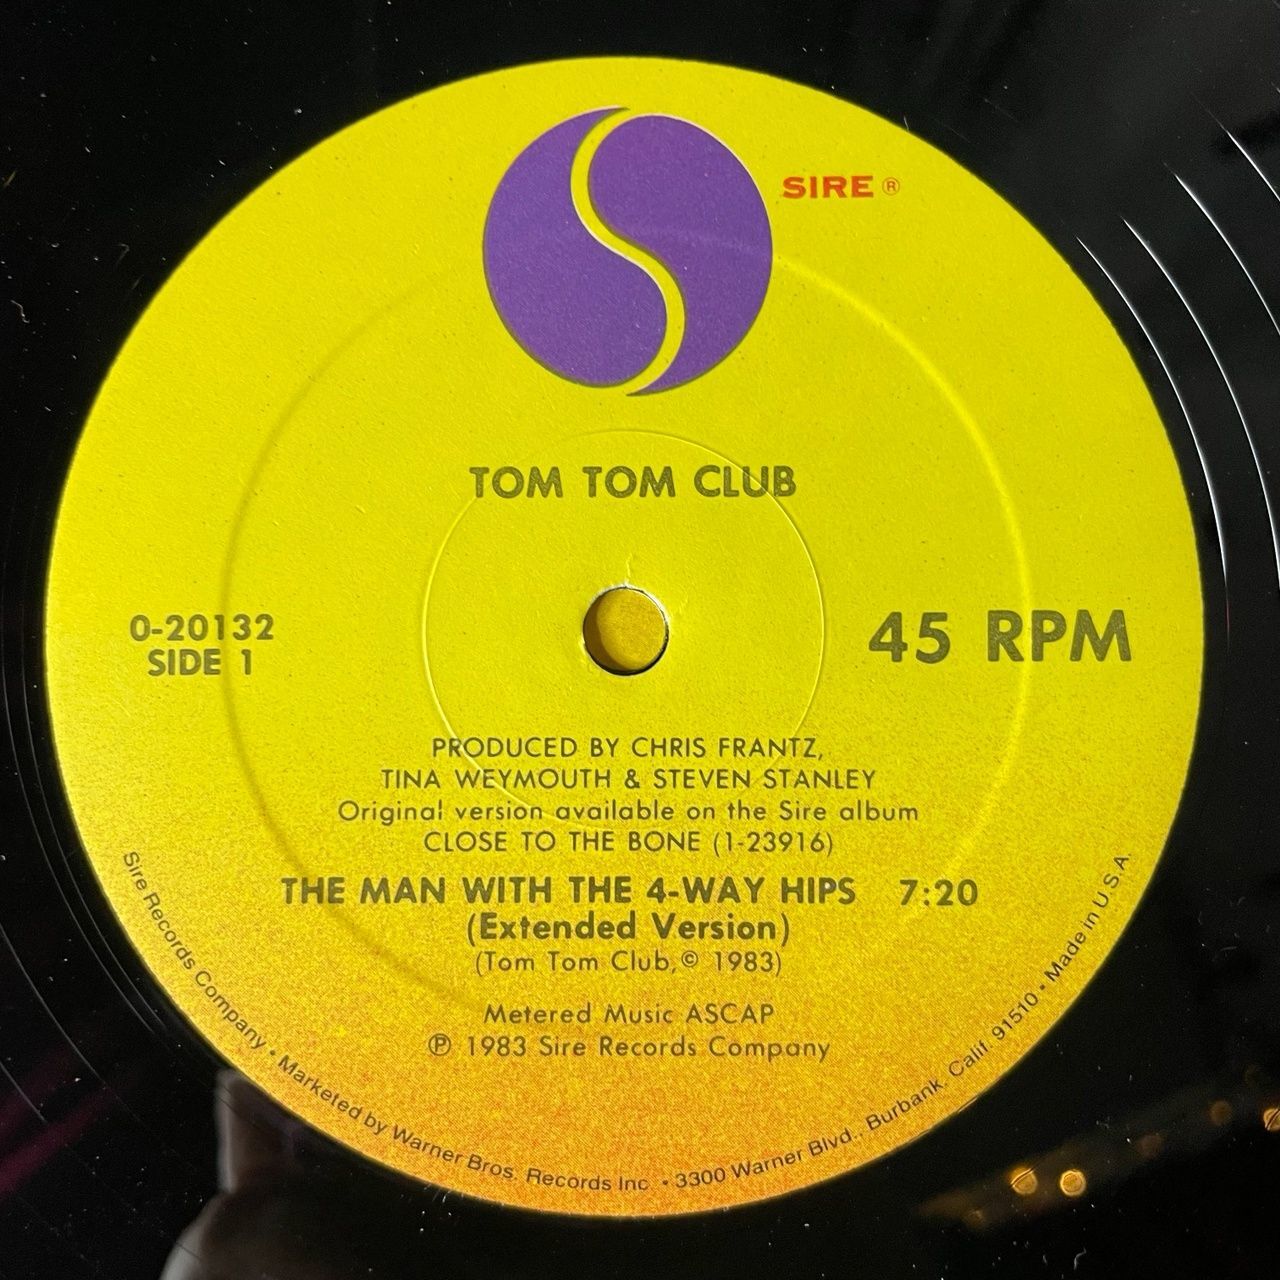 SIRE ®
TOM TOM CLUB
0-20132
SIDE 1
45 RPM
PRODUCED BY CHRIS FRANTZ,
TINA WEYMOUTH & STEVEN STANLEY
Original version available on the Sire album
CLOSE TO THE BONE (1-23916)
THE MAN WITH THE 4-WAY HIPS 7:20
(Extended Version)
(Tom Tom Club, © 1983)
Metered Music ASCAP
℗ 1983 Sire Records Company
Sire Records Company • Marketed by Warner Bros. Records Inc. • 3300 Warner Blvd., Burbank, Calif. 91510 • Made in U.S.A.